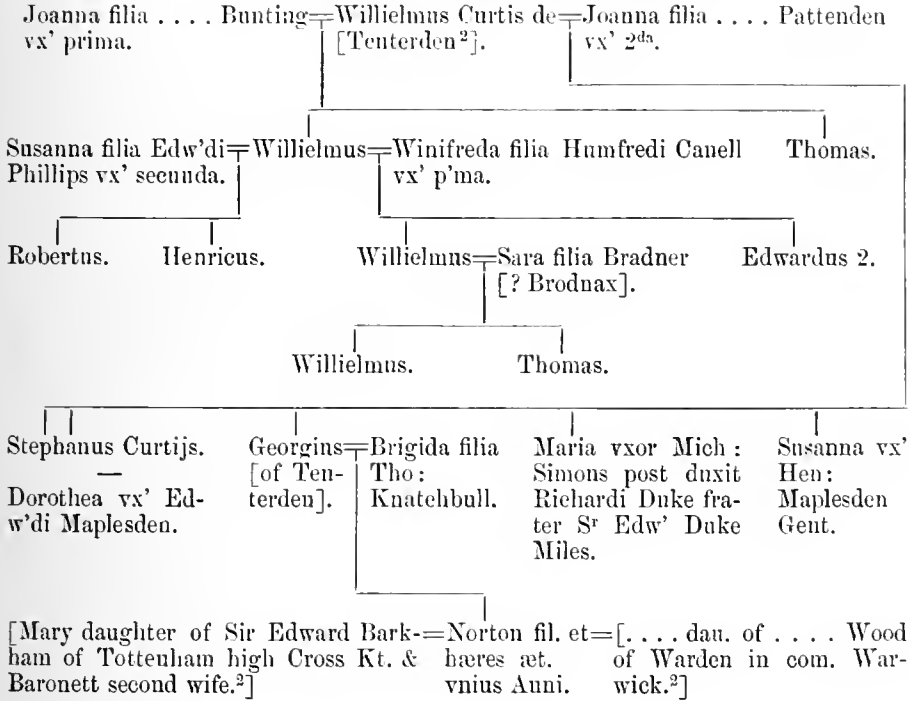 Joanna filia . . . . Bunting=Willielmus Curtis de=Joanna filia . . . . Pattenden
vx' prima. [Tenterden²]. vx' 2da.
Susanna filia Edw'di=Willielmus=Winifreda filia Humfredi Canell Thomas.
Phillips vx' secunda. vx' p'ma.
Robertus. Henricus. Willielmus=Sara filia Bradner Edwardus 2.
[? Brodnax].
Willielmus. Thomas.
Stephanus Curtijs. Georgius=Brigida filia Maria vxor Mich : Susanna vx'
— [of Ten- Tho : Simons post duxit Hen :
Dorothea vx' Ed- terden]. Knatchbull. Richardi Duke fra- Maplesden
w'di Maplesden. ter Sr Edw' Duke Gent.
Miles.
[Mary daughter of Sir Edward Bark-=Norton fil. et=[. . . . dau. of . . . . Wood
ham of Tottenham high Cross Kt. & hæres æt. of Warden in com. War-
Baronett second wife.²] vnius Anni. wick.²]